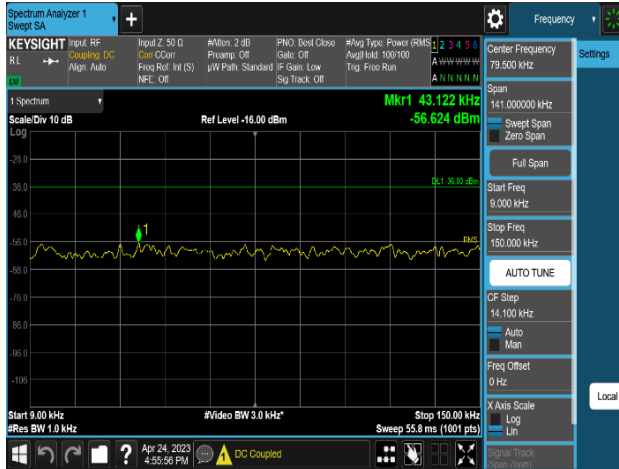 Spectrum Analyzer 1
Swept SA
+
Frequency
KEYSIGHT
Input: RF
Input Z: 50 Ω
#Atten: 2 dB
PNO: Best Close
#Avg Type: Power (RMS
1 2 3 4 5 6
RL
Coupling: DC
Corr CCorr
Preamp: Off
Gate: Off
Avg|Hold: 100/100
A W W W W W
Align: Auto
Freq Ref: Int (S)
µW Path: Standard
IF Gain: Low
Trig: Free Run
NFE: Off
Sig Track: Off
A N N N N N
1 Spectrum
Mkr1 43.122 kHz
Scale/Div 10 dB
Ref Level -16.00 dBm
-56.624 dBm
Log
-26.0
DL1 -36.00 dBm
-36.0
-46.0
1
-56.0
RMS
-66.0
-76.0
-86.0
-96.0
-106
Start 9.00 kHz
#Video BW 3.0 kHz*
Stop 150.00 kHz
#Res BW 1.0 kHz
Sweep 55.8 ms (1001 pts)
Center Frequency
79.500 kHz
Settings
Span
141.000000 kHz
Swept Span
Zero Span
Full Span
Start Freq
9.000 kHz
Stop Freq
150.000 kHz
AUTO TUNE
CF Step
14.100 kHz
Auto
Man
Freq Offset
0 Hz
Local
X Axis Scale
Log
Lin
Signal Track
(Span Zoom)
?
Apr 24, 2023
4:55:56 PM
DC Coupled